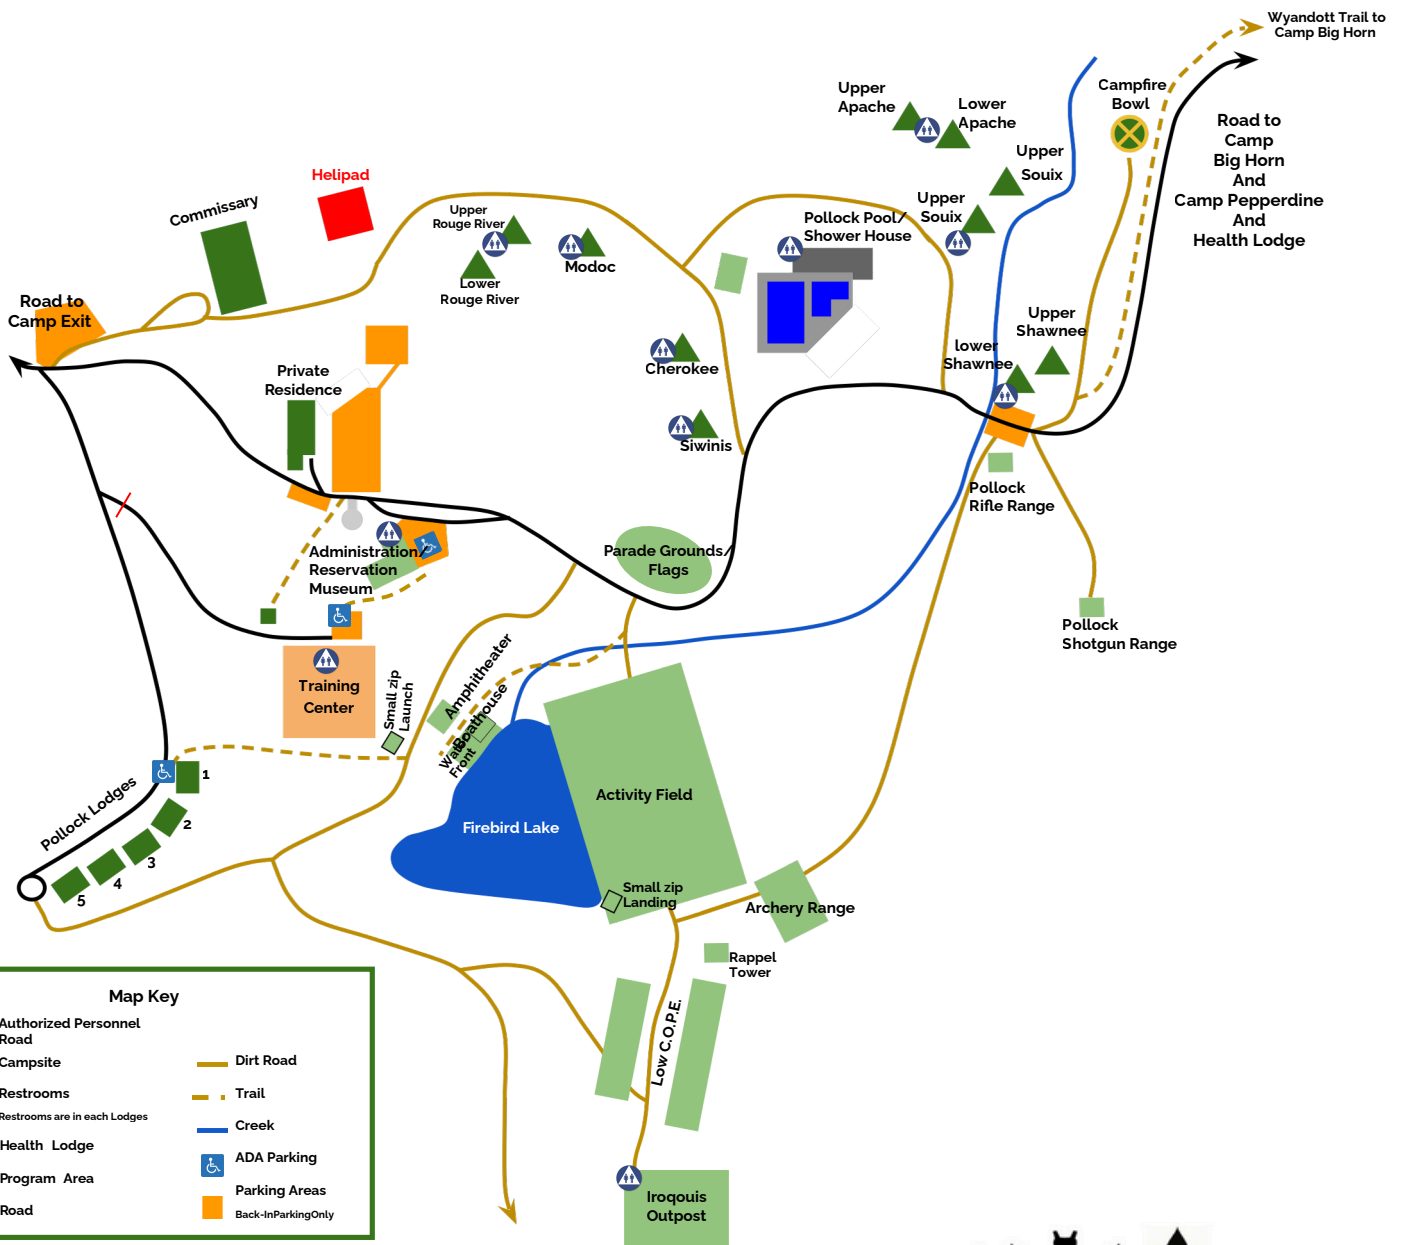 Wyandott Trail to
Camp Big Horn
Upper
Apache
Lower
Apache
Campfire
Bowl
Road to
Camp
Big Horn
And
Camp Pepperdine
And
Health Lodge
Upper
Souix
Helipad
Commissary
Upper
Rouge River
Upper
Souix
Pollock Pool/
Shower House
Modoc
Lower
Rouge River
Road to
Camp Exit
Upper
Shawnee
lower
Shawnee
Private
Residence
Cherokee
Siwinis
Pollock
Rifle Range
Administration/
Reservation
Museum
Parade Grounds/
Flags
Pollock
Shotgun Range
Training
Center
Small zip
Launch
Amphitheater
Boathouse
Water
Front
Pollock Lodges
1
2
3
4
5
Activity Field
Firebird Lake
Small zip
Landing
Archery Range
Rappel
Tower
Low C.O.P.E.
Iroqouis
Outpost
Map Key
Authorized Personnel
Road
Campsite
Restrooms
Restrooms are in each Lodges
Health Lodge
Program Area
Road
Dirt Road
Trail
Creek
ADA Parking
Parking Areas
Back-InParkingOnly